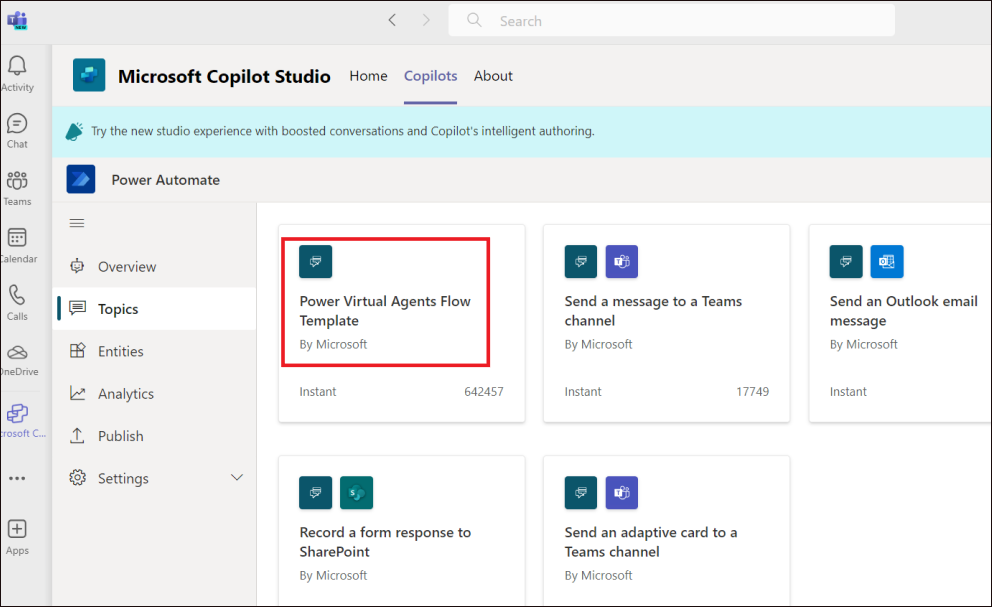 NEW
Search
Activity
Chat
Teams
Calendar
Calls
OneDrive
crosoft C...
Apps
Microsoft Copilot Studio
Home
Copilots
About
Try the new studio experience with boosted conversations and Copilot's intelligent authoring.
Power Automate
Overview
Topics
Entities
Analytics
Publish
Settings
Power Virtual Agents Flow
Template
By Microsoft
Instant 642457
Send a message to a Teams
channel
By Microsoft
Instant 17749
Send an Outlook email
message
By Microsoft
Instant
Record a form response to
SharePoint
By Microsoft
Send an adaptive card to a
Teams channel
By Microsoft